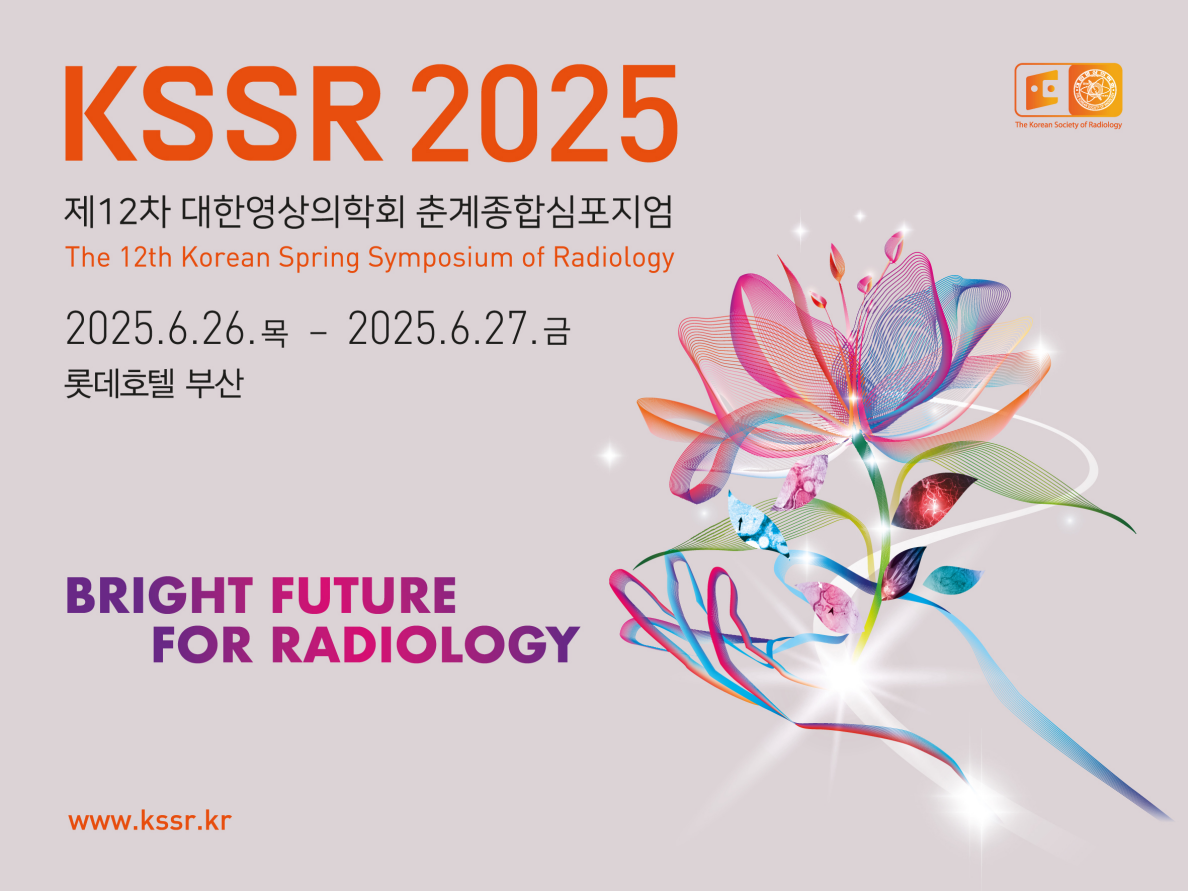 KSSR 2025
제12차 대한영상의학회 춘계종합심포지엄
The 12th Korean Spring Symposium of Radiology
2025.6.26.목 – 2025.6.27.금
롯데호텔 부산
BRIGHT FUTURE
FOR RADIOLOGY
www.kssr.kr
The Korean Society of Radiology